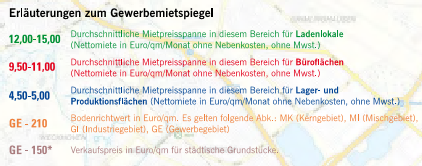 Erläuterungen zum Gewerbemietspiegel
12,00-15,00 Durchschnittliche Mietpreisspanne in diesem Bereich für Ladenlokale
(Nettomiete in Euro/qm/Monat ohne Nebenkosten, ohne Mwst.)
9,50-11,00 Durchschnittliche Mietpreisspanne in diesem Bereich für Büroflächen
(Nettomiete in Euro/qm/Monat ohne Nebenkosten, ohne Mwst.)
4,50-5,00 Durchschnittliche Mietpreisspanne in diesem Bereich für Lager- und
Produktionsflächen (Nettomiete in Euro/qm/Monat ohne Nebenkosten, ohne Mwst.)
GE - 210 Bodenrichtwert in Euro/qm. Es gelten folgende Abk.: MK (Kerngebiet), MI (Mischgebiet),
GI (Industriegebiet), GE (Gewerbegebiet)
GE - 150* Verkaufspreis in Euro/qm für städtische Grundstücke.